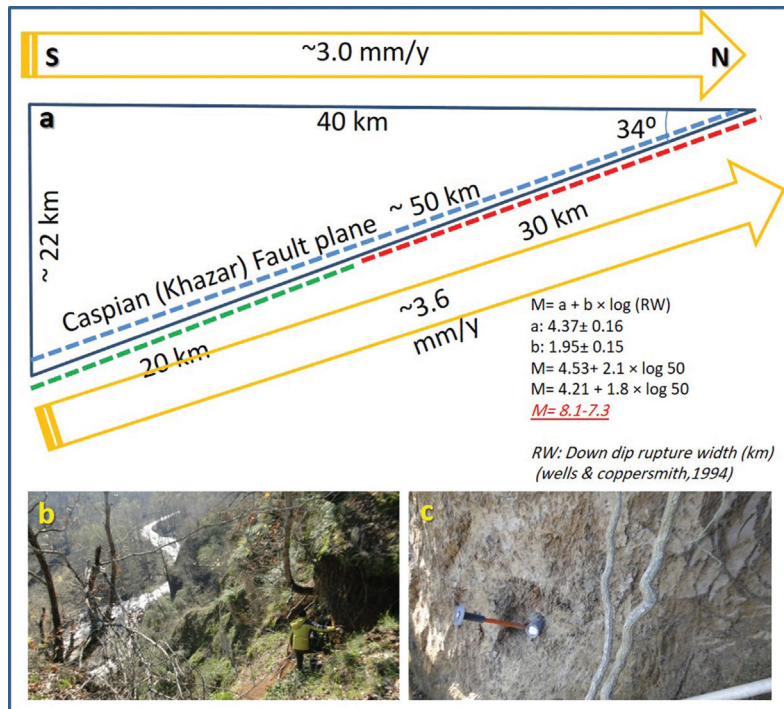 S
~3.0 mm/y
N
a
40 km
34º
~ 22 km
Caspian (Khazar) Fault plane ~ 50 km
30 km
20 km
~3.6
mm/y
M= a + b × log (RW)
a: 4.37± 0.16
b: 1.95± 0.15
M= 4.53+ 2.1 × log 50
M= 4.21 + 1.8 × log 50
M= 8.1-7.3
RW: Down dip rupture width (km)
(wells & coppersmith,1994)
b
c